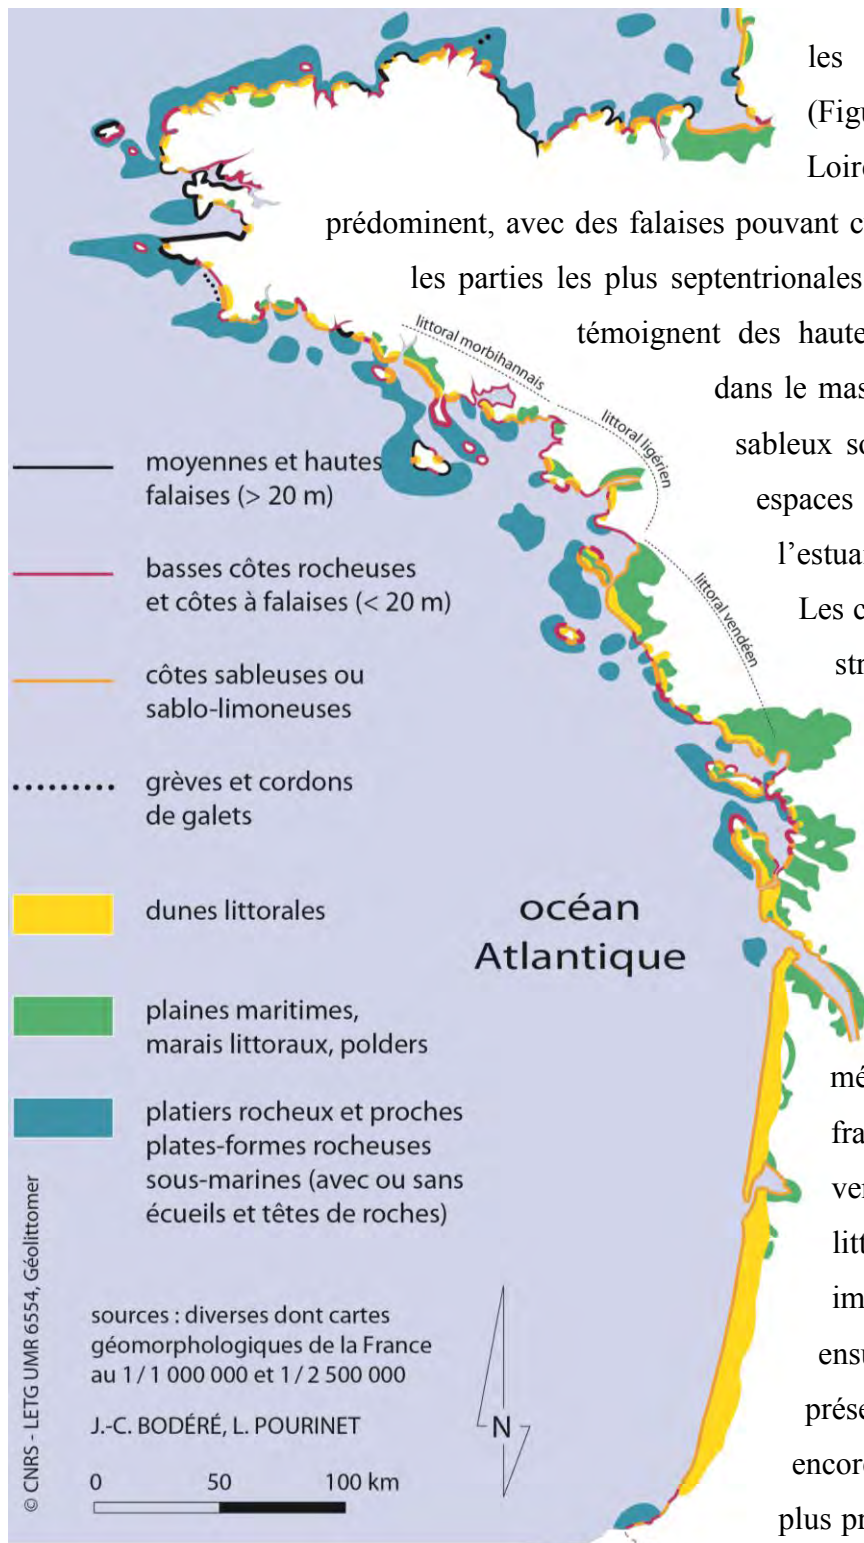 les
(Figu
Loire
prédominent, avec des falaises pouvant c
les parties les plus septentrionales
témoignent des haute
dans le mas
sableux so
espaces
l’estuar
Les c
str
littoral morbihannais
littoral ligérien
littoral vendéen
moyennes et hautes
falaises (> 20 m)
basses côtes rocheuses
et côtes à falaises (< 20 m)
côtes sableuses ou
sablo-limoneuses
grèves et cordons
de galets
dunes littorales
plaines maritimes,
marais littoraux, polders
platiers rocheux et proches
plates-formes rocheuses
sous-marines (avec ou sans
écueils et têtes de roches)
océan
Atlantique
mé
fra
ver
litt
im
ensu
prése
encore
plus pr
sources : diverses dont cartes
géomorphologiques de la France
au 1 / 1 000 000 et 1 / 2 500 000
J.-C. BODÉRÉ, L. POURINET
0 50 100 km
N
© CNRS - LETG UMR 6554, Géolittomer